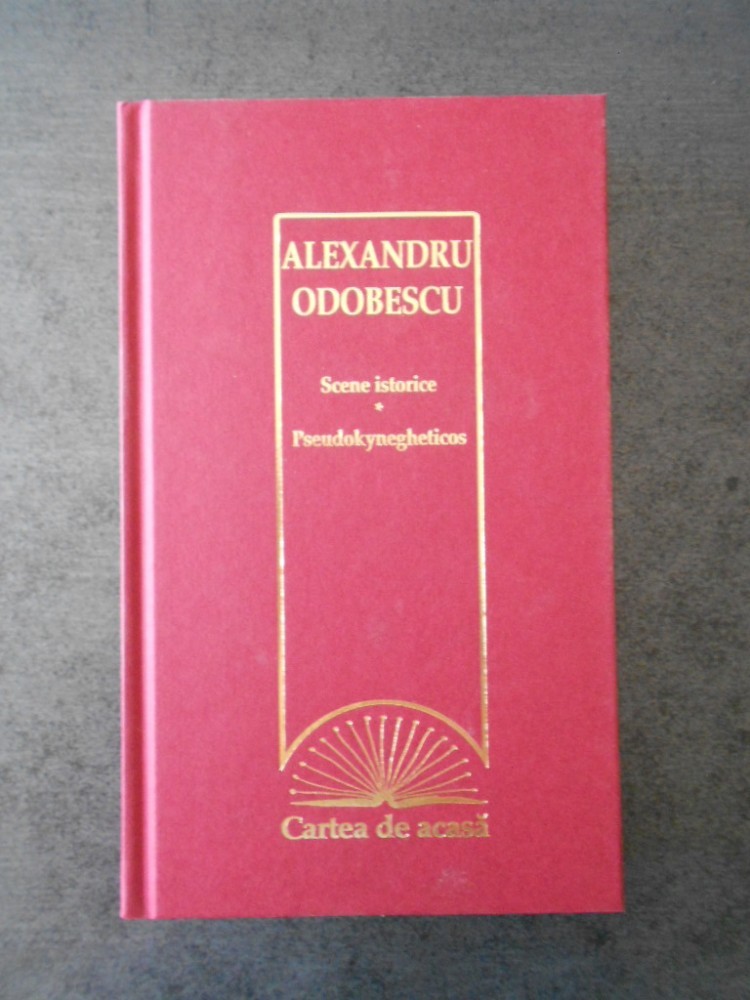 ALEXANDRU
ODOBESCU
Scene istorice
*
Pseudokynegheticos
Cartea de acasă